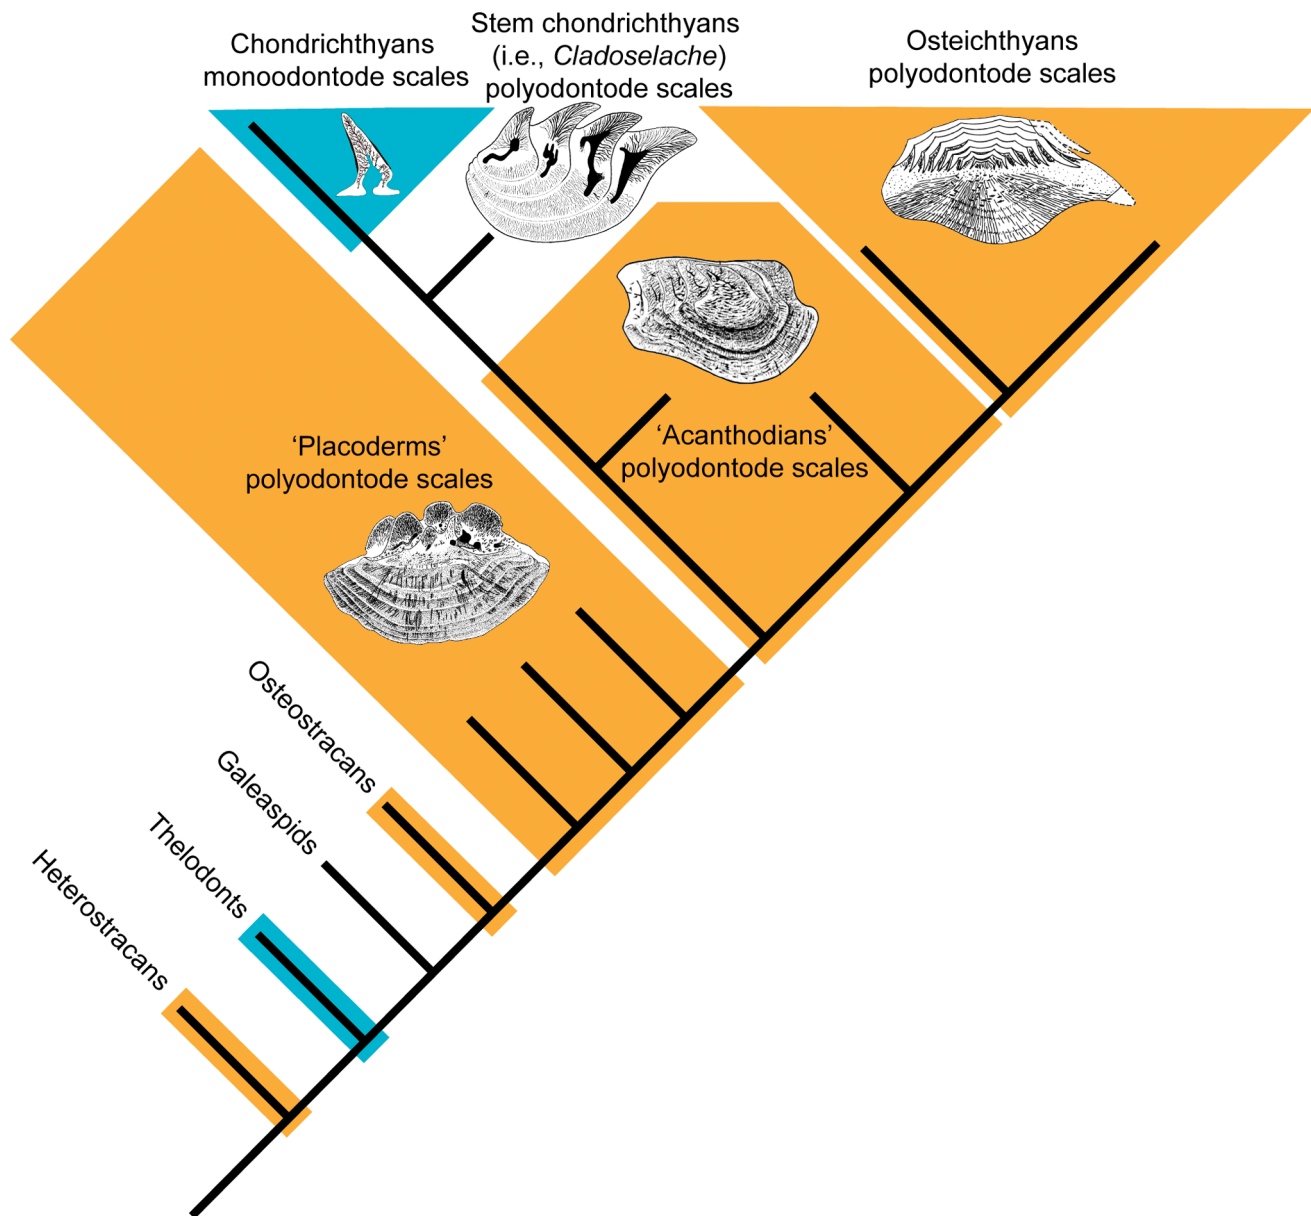 Chondrichthyans
monoodontode scales
Stem chondrichthyans
(i.e., Cladoselache)
polyodontode scales
Osteichthyans
polyodontode scales
‘Placoderms’
polyodontode scales
‘Acanthodians’
polyodontode scales
Osteostracans
Galeaspids
Thelodonts
Heterostracans